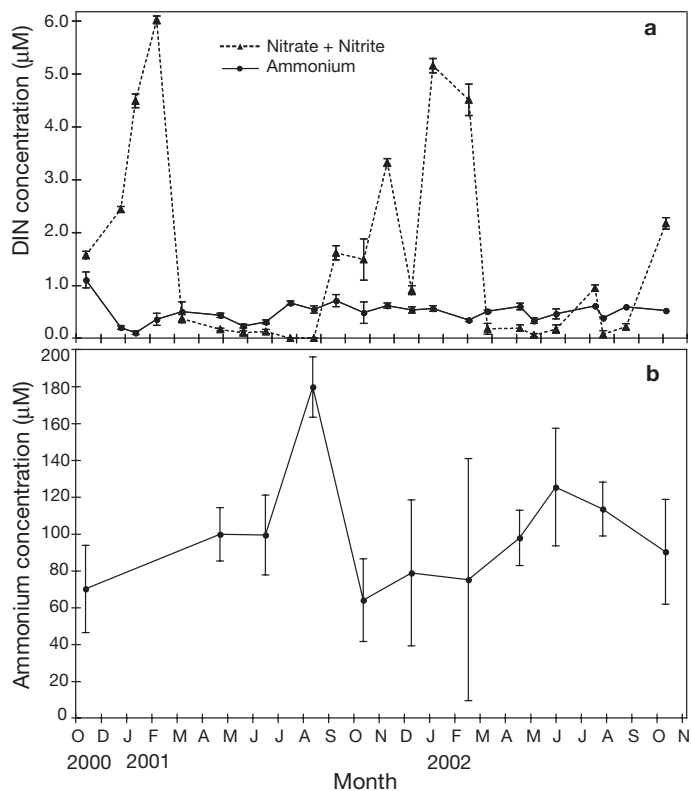 a
Nitrate + Nitrite
Ammonium
DIN concentration (μM)
6.0
5.0
4.0
3.0
2.0
1.0
0.0
b
Ammonium concentration (μM)
200
180
160
140
120
100
80
60
40
20
0
O D J F M A J J A S O N D J F M A M J J A S O N
2000 2001 2002
Month